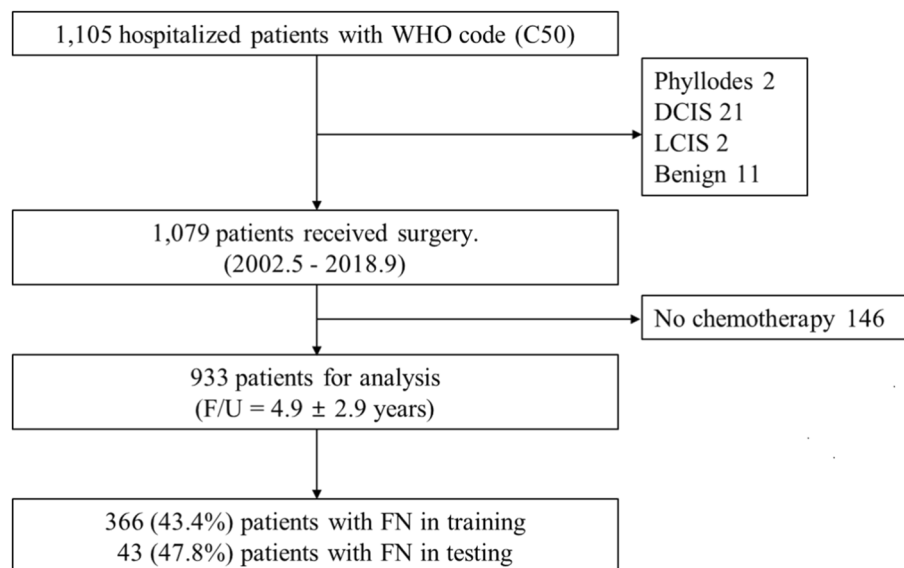 1,105 hospitalized patients with WHO code (C50)
Phyllodes 2
DCIS 21
LCIS 2
Benign 11
1,079 patients received surgery.
(2002.5 - 2018.9)
No chemotherapy 146
933 patients for analysis
(F/U = 4.9 ± 2.9 years)
366 (43.4%) patients with FN in training
43 (47.8%) patients with FN in testing